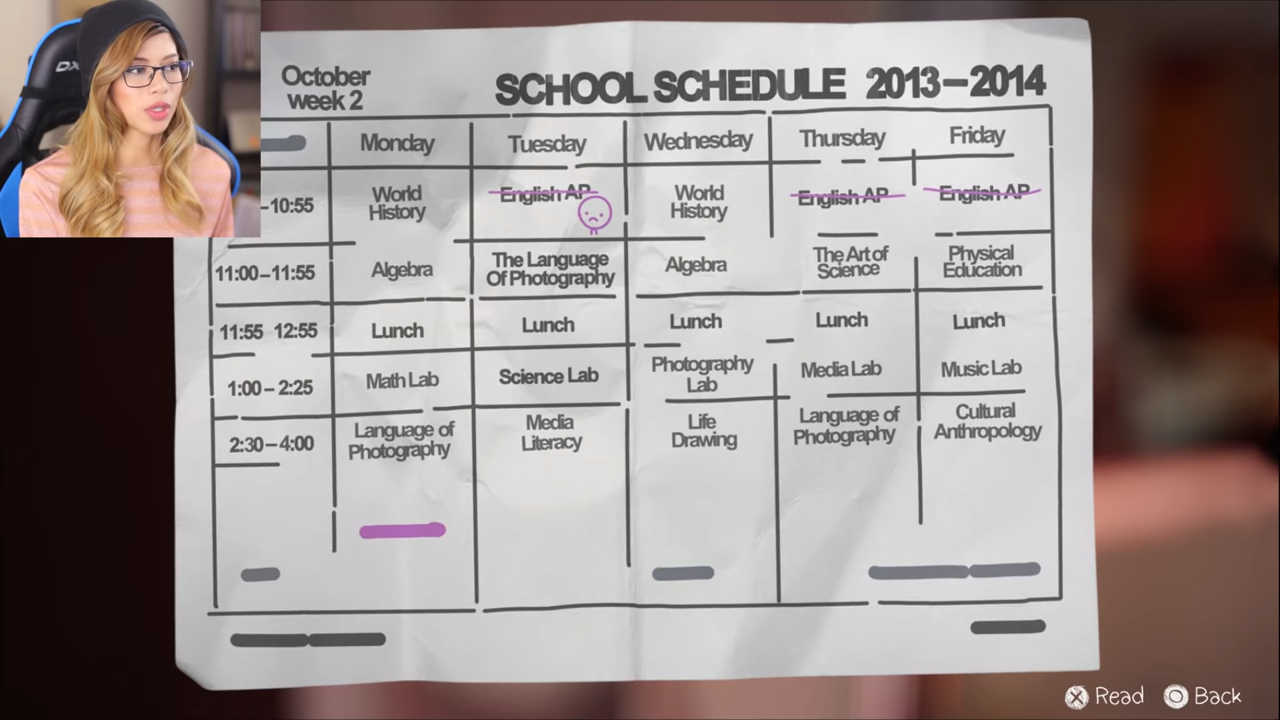 DX
October
week 2
SCHOOL SCHEDULE 2013-2014
Monday
Tuesday
Wednesday
Thursday
Friday
-10:55
World
History
English AP
World
History
English AP
English AP
11:00-11:55
Algebra
The Language
Of Photography
Algebra
The Art of
Science
Physical
Education
11:55 12:55
Lunch
Lunch
Lunch
Lunch
Lunch
1:00-2:25
Math Lab
Science Lab
Photography
Lab
Media Lab
Music Lab
2:30-4:00
Language of
Photography
Media
Literacy
Life
Drawing
Language of
Photography
Cultural
Anthropology
Read
Back